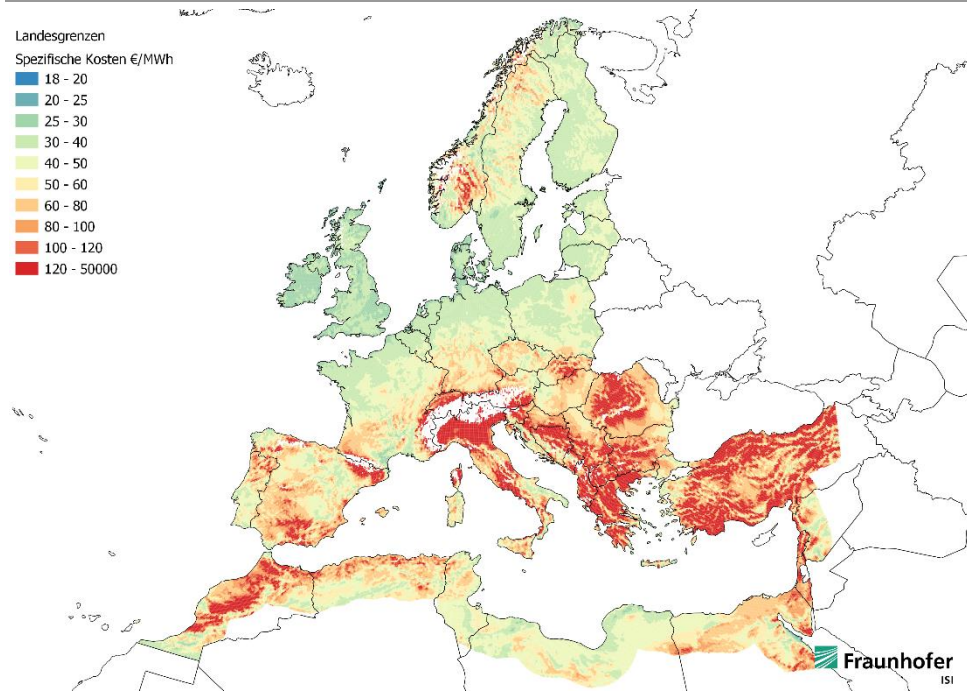 Landesgrenzen
Spezifische Kosten €/MWh
18 - 20
20 - 25
25 - 30
30 - 40
40 - 50
50 - 60
60 - 80
80 - 100
100 - 120
120 - 50000
Fraunhofer
ISI